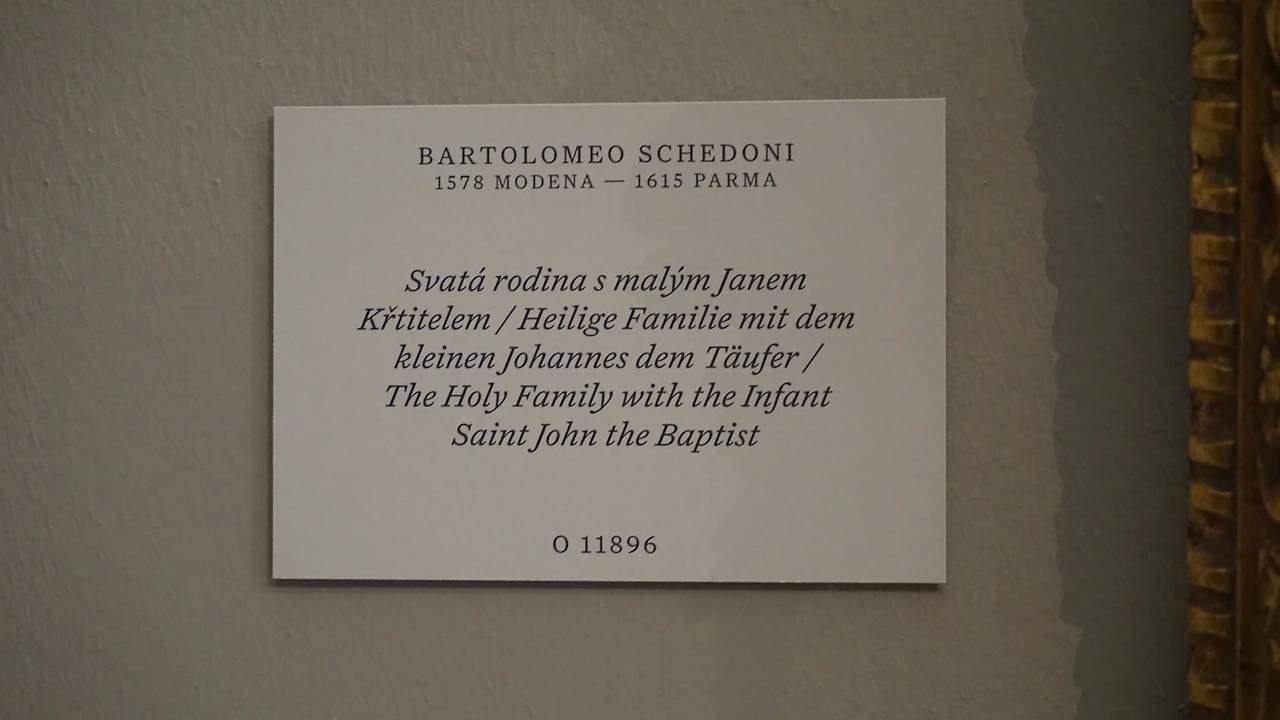 BARTOLOMEO SCHEDONI
1578 MODENA — 1615 PARMA
Svatá rodina s malým Janem
Křtitelem / Heilige Familie mit dem
kleinen Johannes dem Täufer /
The Holy Family with the Infant
Saint John the Baptist
O 11896